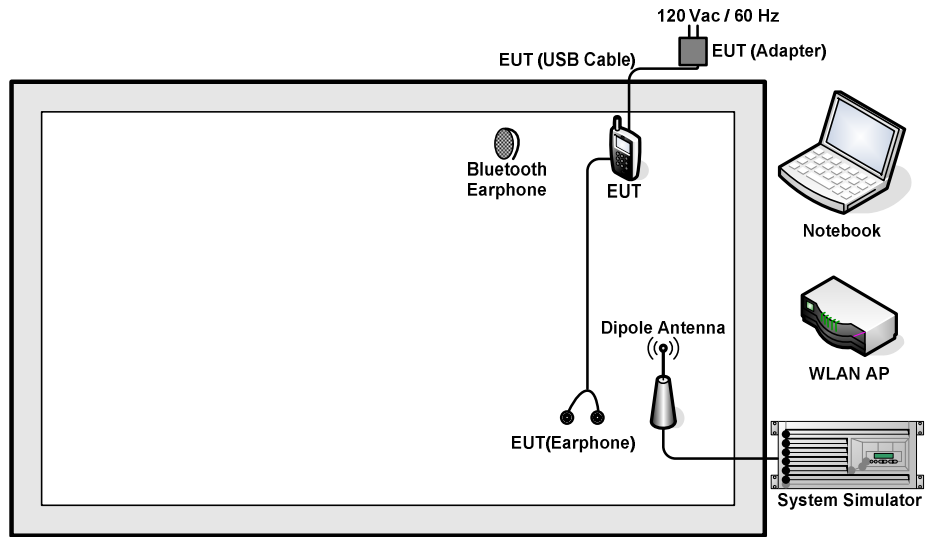 120 Vac / 60 Hz
EUT (Adapter)
EUT (USB Cable)
Bluetooth
Earphone
EUT
Notebook
Dipole Antenna
WLAN AP
EUT(Earphone)
System Simulator